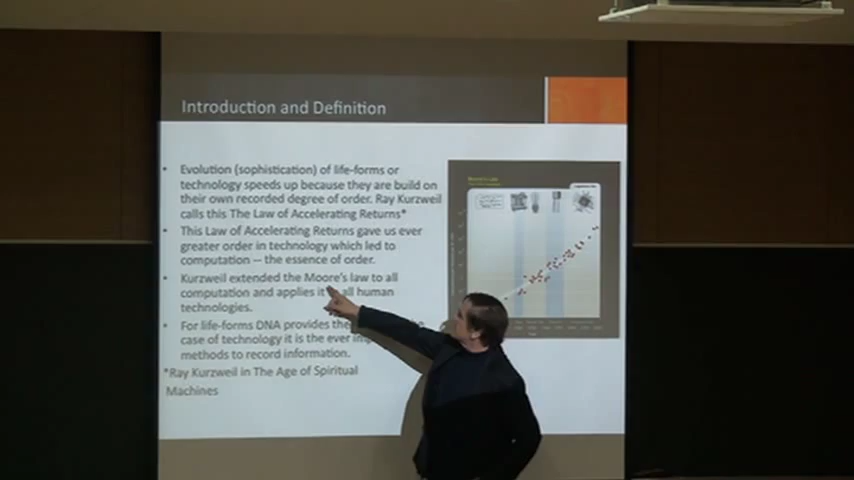 Introduction and Definition
• Evolution (sophistication) of life-forms or
technology speeds up because they are build on
their own recorded degree of order. Ray Kurzweil
calls this The Law of Accelerating Returns*
• This Law of Accelerating Returns gave us ever
greater order in technology which led to
computation -- the essence of order.
• Kurzweil extended the Moore's law to all
computation and applies it all human
technologies.
• For life-forms DNA provides the
case of technology it is the ever
methods to record information.
*Ray Kurzweil in The Age of Spiritual
Machines
Moore's Law